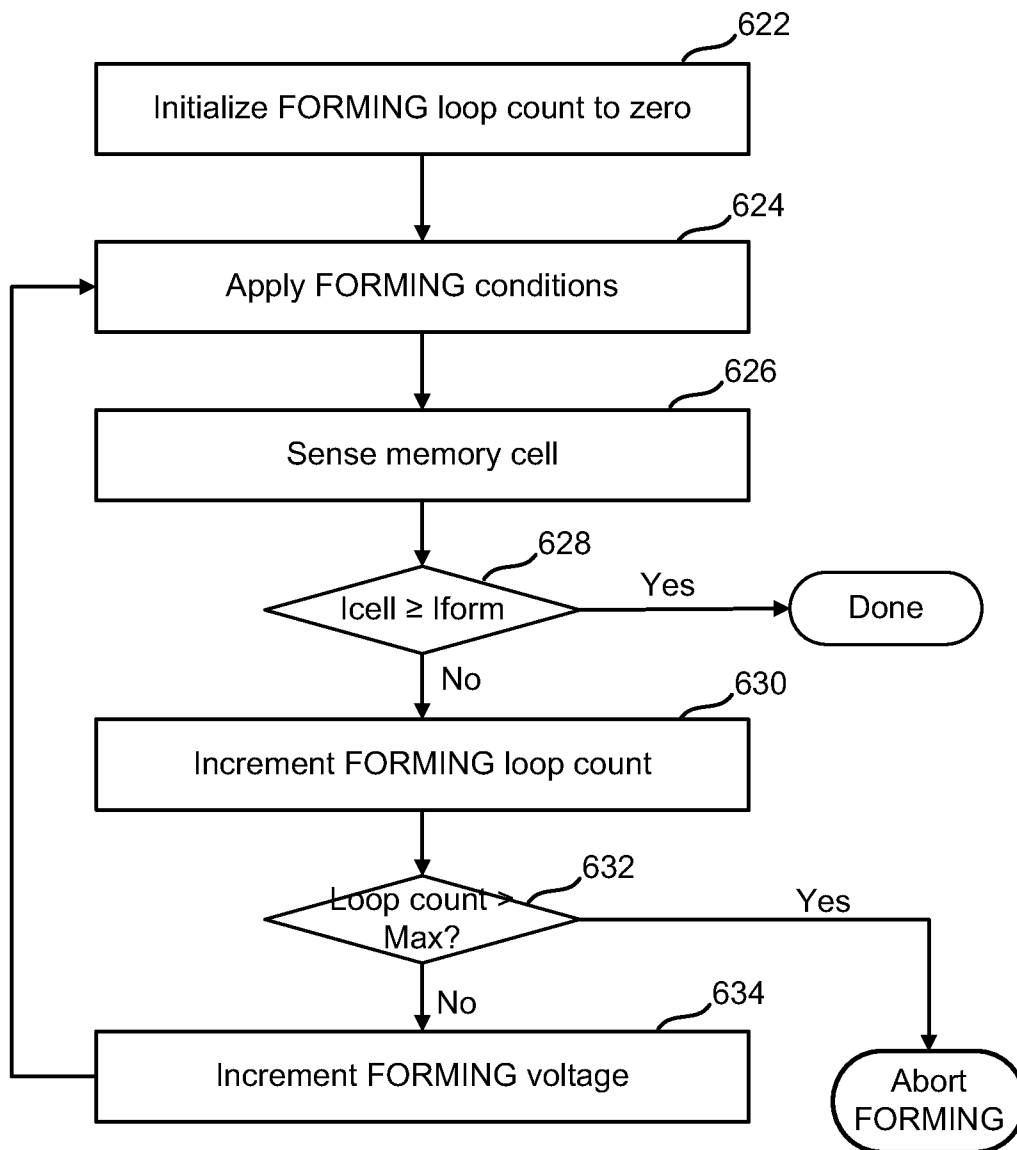 622
Initialize FORMING loop count to zero
624
Apply FORMING conditions
626
Sense memory cell
628
Icell ≥ Iform
Yes
Done
No
630
Increment FORMING loop count
632
Loop count >
Max?
Yes
No
634
Increment FORMING voltage
Abort
FORMING